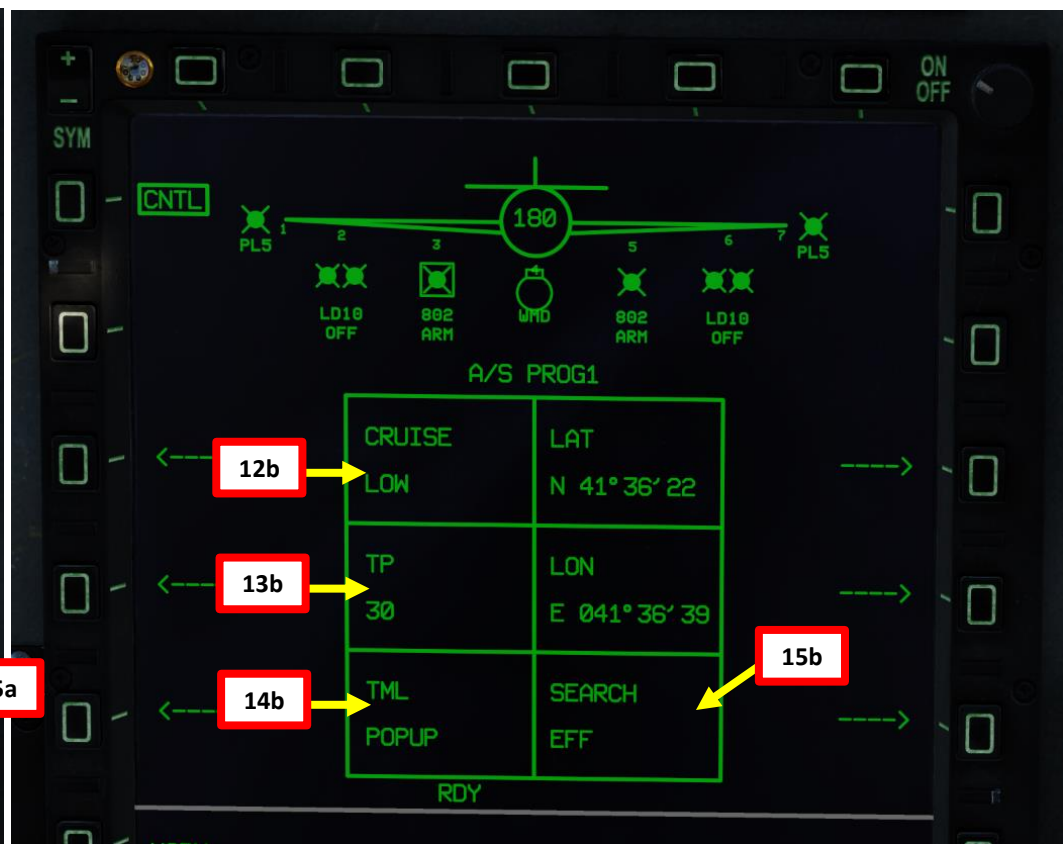 +
−
SYM
ON
OFF
CNTL
180
PL5
1
2
3
4
5
6
7
PL5
LD10
OFF
802
ARM
WMD
802
ARM
LD10
OFF
A/S PROG1
CRUISE
LOW
LAT
N 41°36′22
12b
TP
30
LON
E 041°36′39
13b
TML
POPUP
SEARCH
EFF
14b
15b
RDY